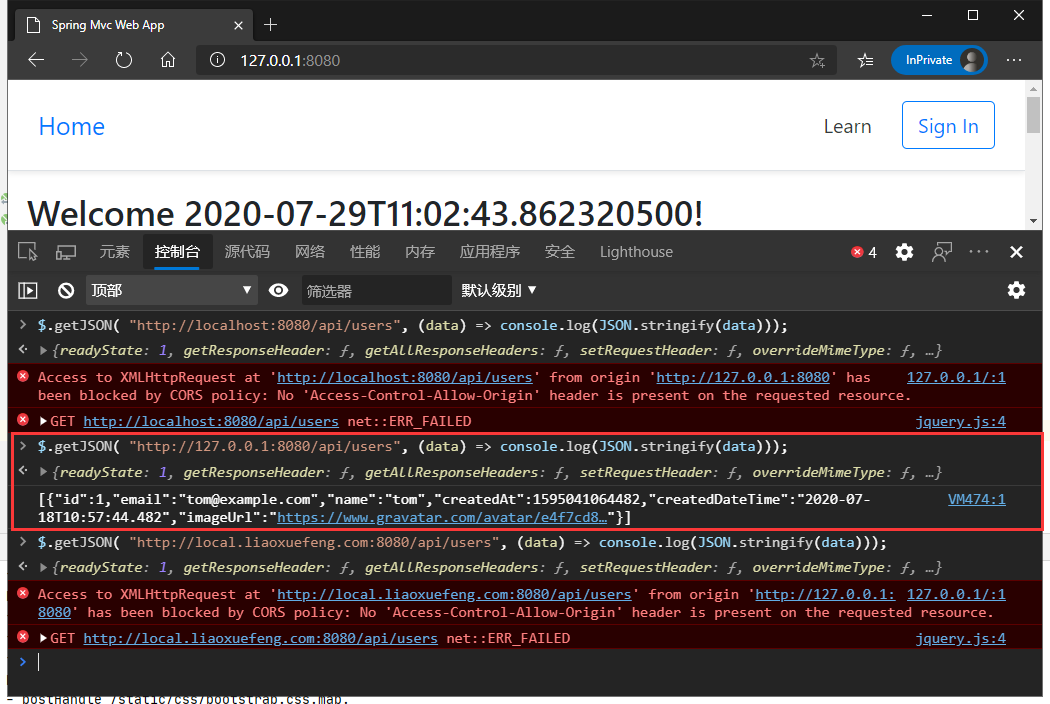 Spring Mvc Web App
127.0.0.1:8080
InPrivate
Home
Learn
Sign In
Welcome 2020-07-29T11:02:43.862320500!
元素 控制台 源代码 网络 性能 内存 应用程序 安全 Lighthouse 4
顶部 筛选器 默认级别
$.getJSON( "http://localhost:8080/api/users", (data) => console.log(JSON.stringify(data)));
{readyState: 1, getResponseHeader: ƒ, getAllResponseHeaders: ƒ, setRequestHeader: ƒ, overrideMimeType: ƒ, …}
Access to XMLHttpRequest at 'http://localhost:8080/api/users' from origin 'http://127.0.0.1:8080' has 127.0.0.1/:1
been blocked by CORS policy: No 'Access-Control-Allow-Origin' header is present on the requested resource.
GET http://localhost:8080/api/users net::ERR_FAILED jquery.js:4
$.getJSON( "http://127.0.0.1:8080/api/users", (data) => console.log(JSON.stringify(data)));
{readyState: 1, getResponseHeader: ƒ, getAllResponseHeaders: ƒ, setRequestHeader: ƒ, overrideMimeType: ƒ, …}
[{"id":1,"email":"tom@example.com","name":"tom","createdAt":1595041064482,"createdDateTime":"2020-07- VM474:1
18T10:57:44.482","imageUrl":"https://www.gravatar.com/avatar/e4f7cd8…"}]
$.getJSON( "http://local.liaoxuefeng.com:8080/api/users", (data) => console.log(JSON.stringify(data)));
{readyState: 1, getResponseHeader: ƒ, getAllResponseHeaders: ƒ, setRequestHeader: ƒ, overrideMimeType: ƒ, …}
Access to XMLHttpRequest at 'http://local.liaoxuefeng.com:8080/api/users' from origin 'http://127.0.0.1: 127.0.0.1/:1
8080' has been blocked by CORS policy: No 'Access-Control-Allow-Origin' header is present on the requested resource.
GET http://local.liaoxuefeng.com:8080/api/users net::ERR_FAILED jquery.js:4
- postHandle /static/css/bootstrap.css.map.